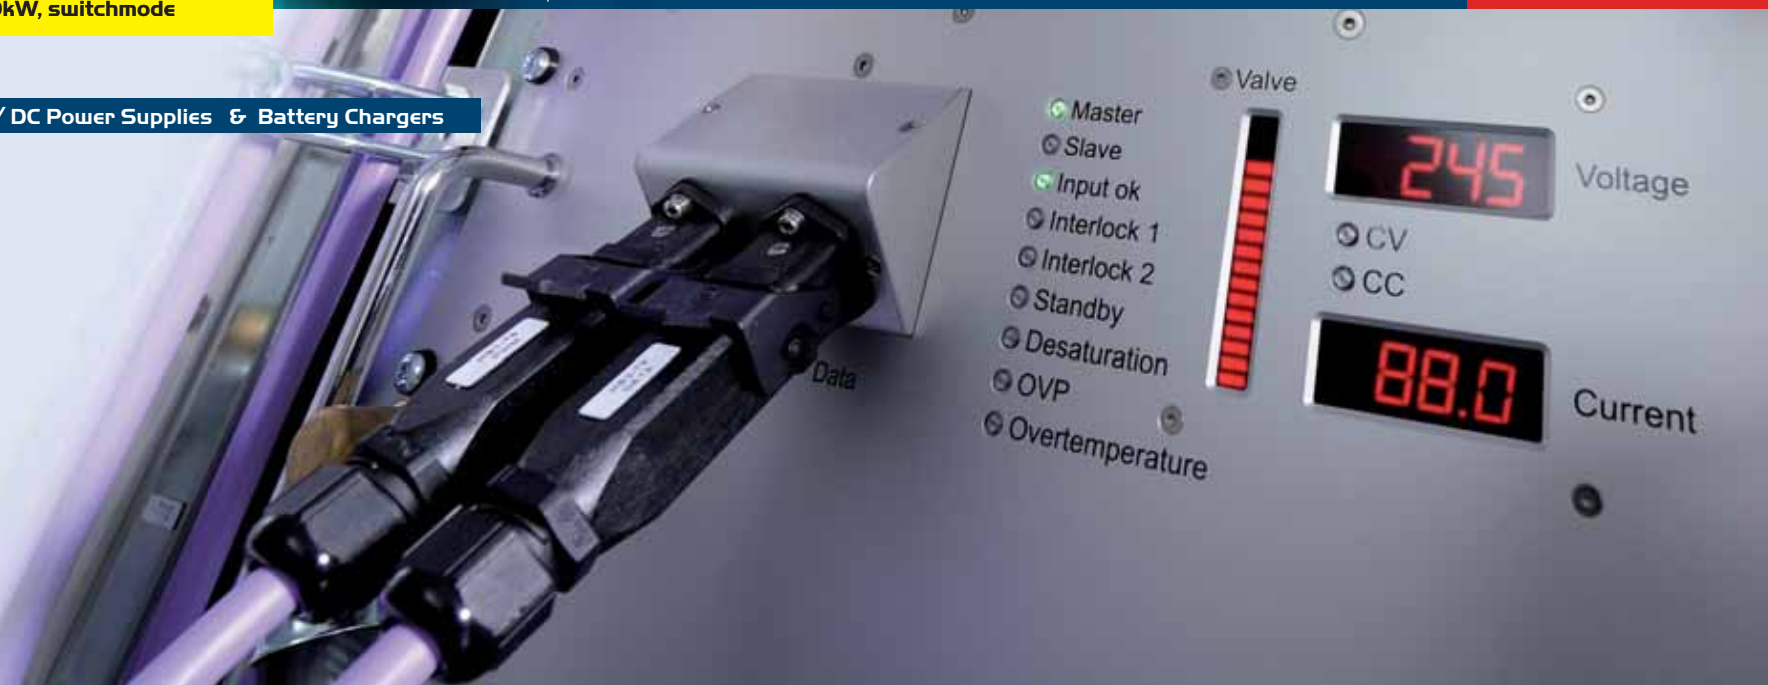 kW, switchmode
/ DC Power Supplies & Battery Chargers
Valve
Master
Slave
Input ok
Interlock 1
Interlock 2
Standby
Desaturation
OVP
Overtemperature
Data
245
Voltage
CV
CC
88.0
Current